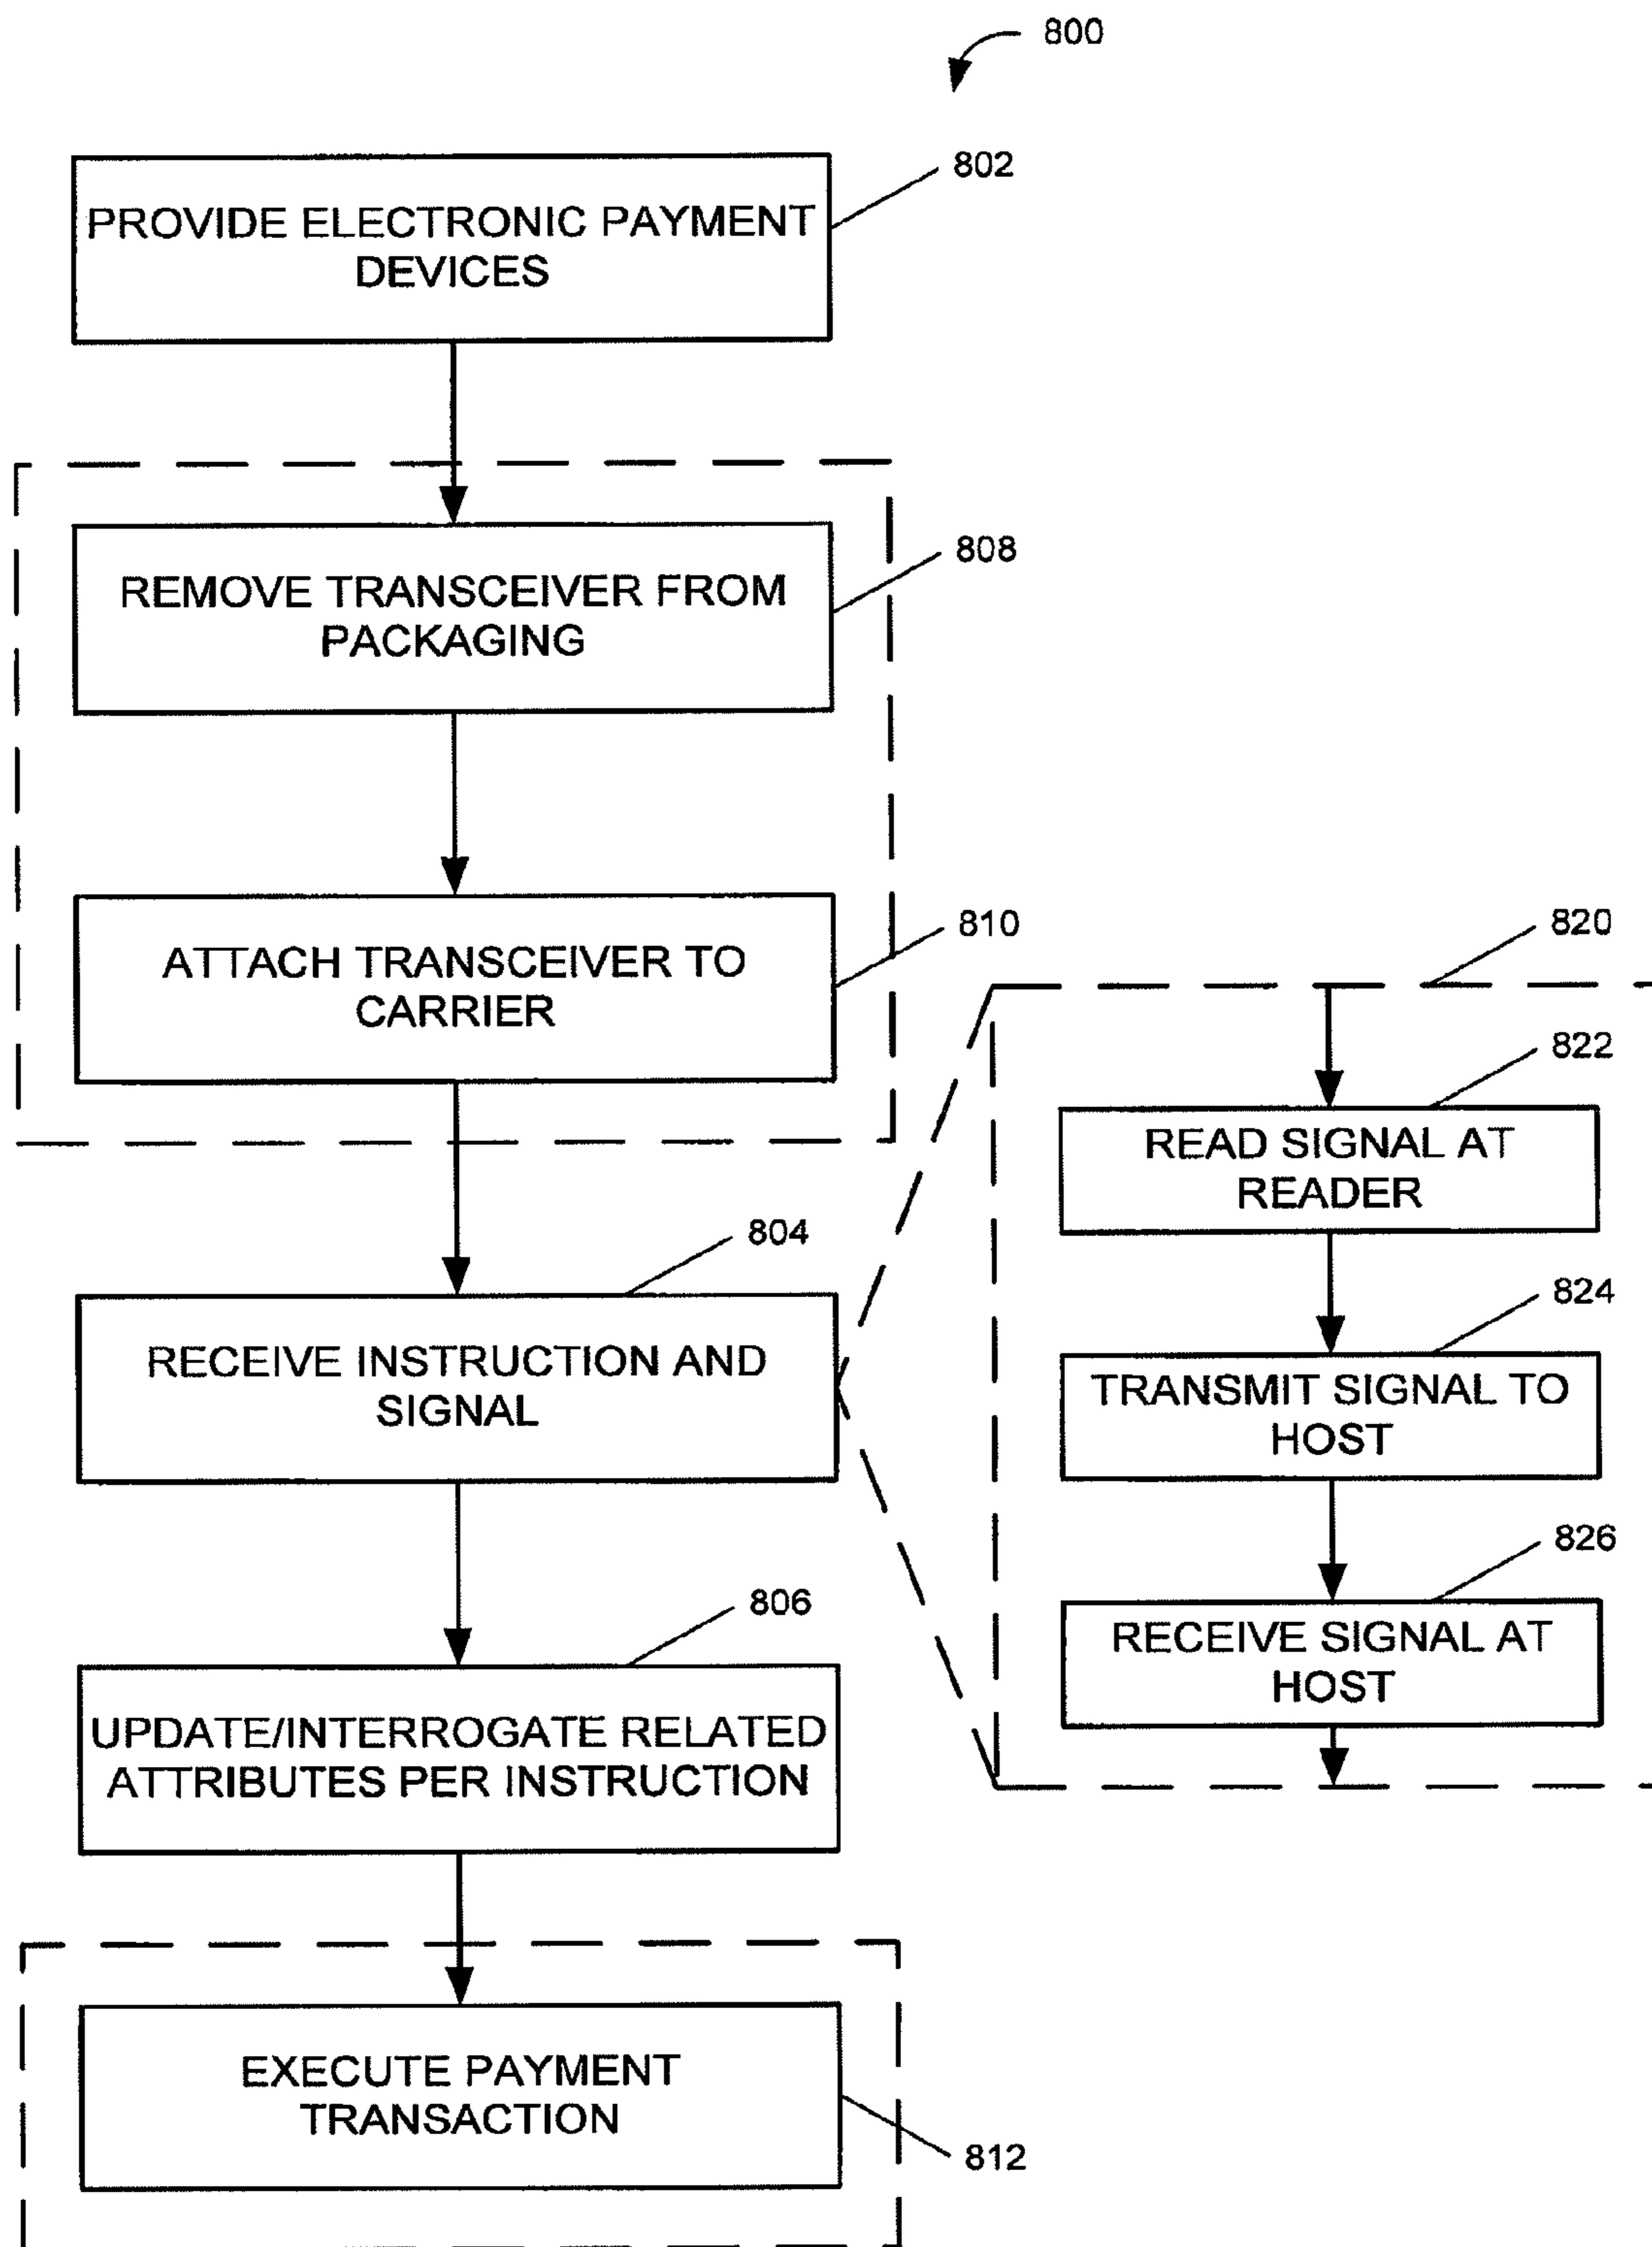 800
802
PROVIDE ELECTRONIC PAYMENT
DEVICES
808
REMOVE TRANSCEIVER FROM
PACKAGING
810
ATTACH TRANSCEIVER TO
CARRIER
804
RECEIVE INSTRUCTION AND
SIGNAL
806
UPDATE/INTERROGATE RELATED
ATTRIBUTES PER INSTRUCTION
EXECUTE PAYMENT
TRANSACTION
812
820
822
READ SIGNAL AT
READER
824
TRANSMIT SIGNAL TO
HOST
826
RECEIVE SIGNAL AT
HOST